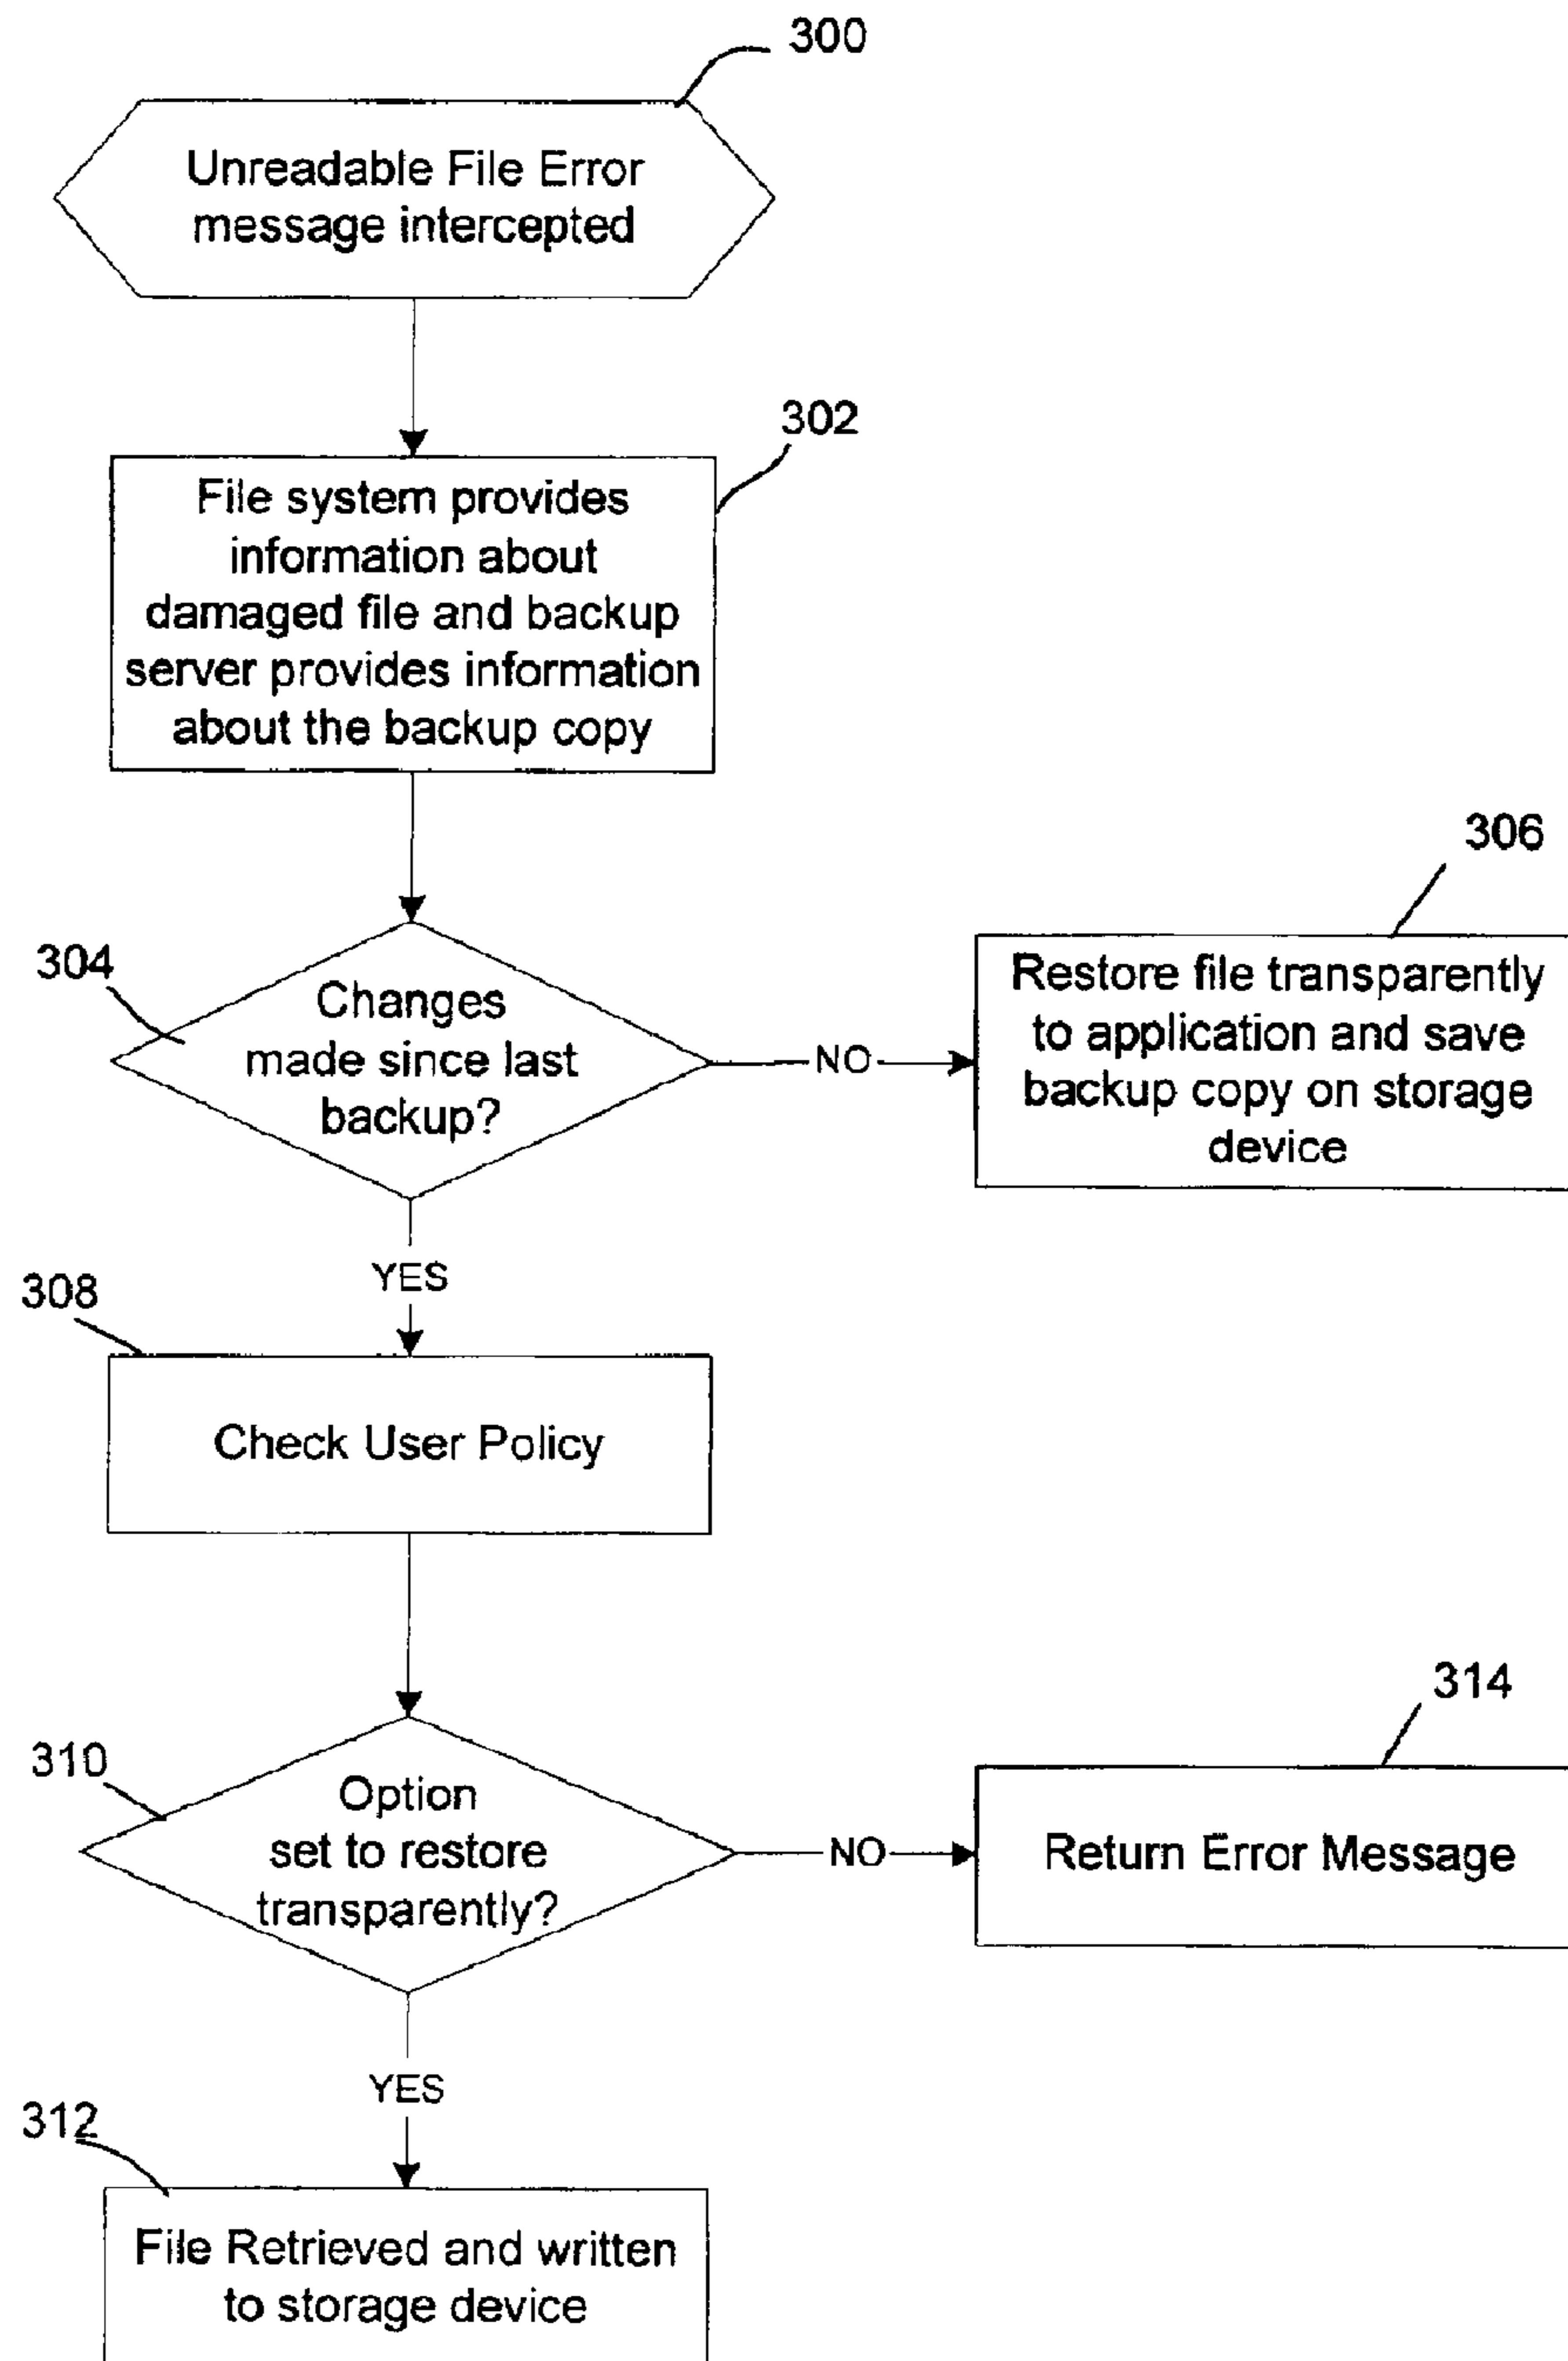 300
Unreadable File Error
message intercepted
302
File system provides
information about
damaged file and backup
server provides information
about the backup copy
304
Changes
made since last
backup?
NO
306
Restore file transparently
to application and save
backup copy on storage
device
YES
308
Check User Policy
310
Option
set to restore
transparently?
NO
314
Return Error Message
YES
312
File Retrieved and written
to storage device